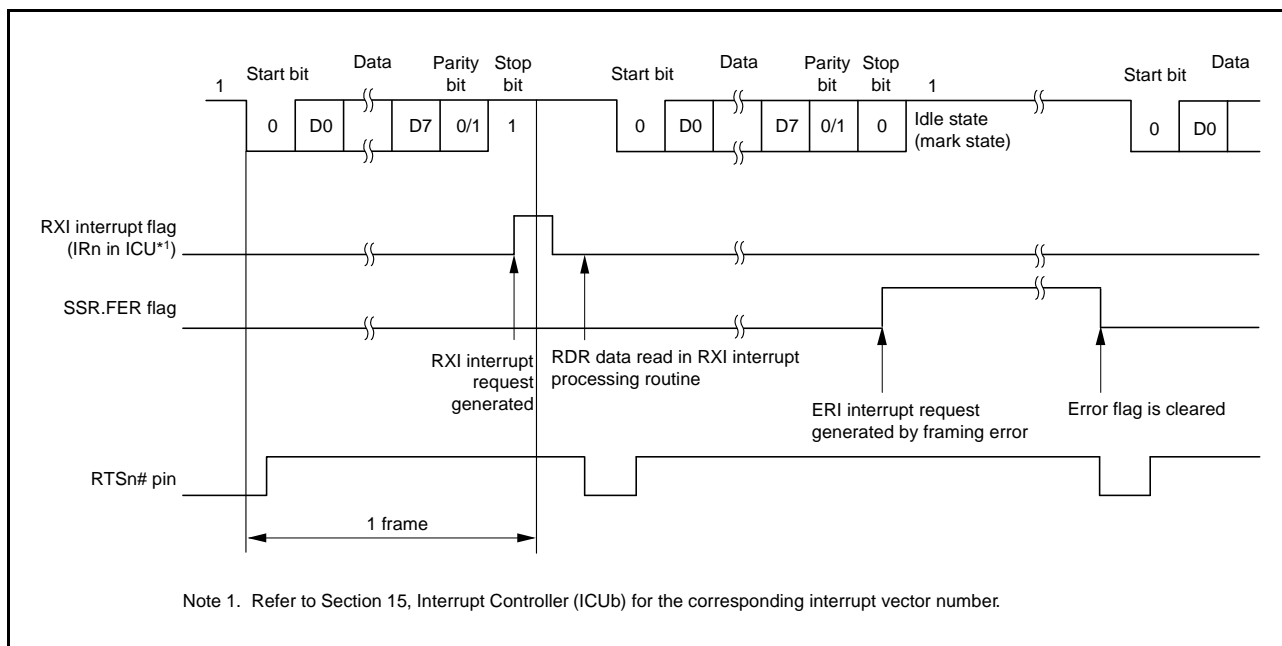 1
Start bit
Data
Parity bit
Stop bit
Start bit
Data
Parity bit
Stop bit
1
Start bit
Data
0
D0
D7
0/1
1
0
D0
D7
0/1
0
Idle state
(mark state)
0
D0
RXI interrupt flag
(IRn in ICU*1)
SSR.FER flag
RXI interrupt
request
generated
RDR data read in RXI interrupt
processing routine
ERI interrupt request
generated by framing error
Error flag is cleared
RTSn# pin
1 frame
Note 1. Refer to Section 15, Interrupt Controller (ICUb) for the corresponding interrupt vector number.